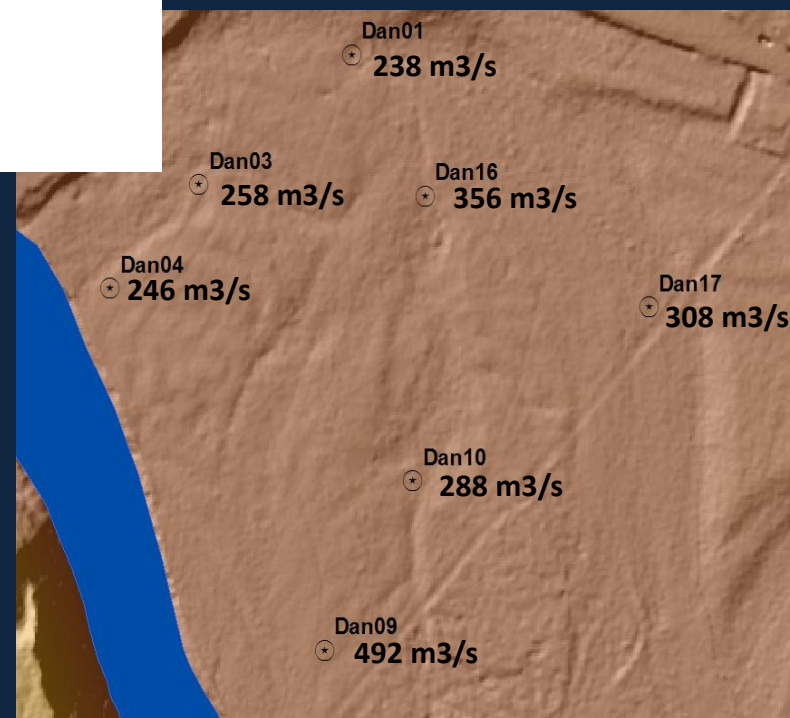 Dan01
238 m3/s
Dan03
258 m3/s
Dan16
356 m3/s
Dan04
246 m3/s
Dan17
308 m3/s
Dan10
288 m3/s
Dan09
492 m3/s